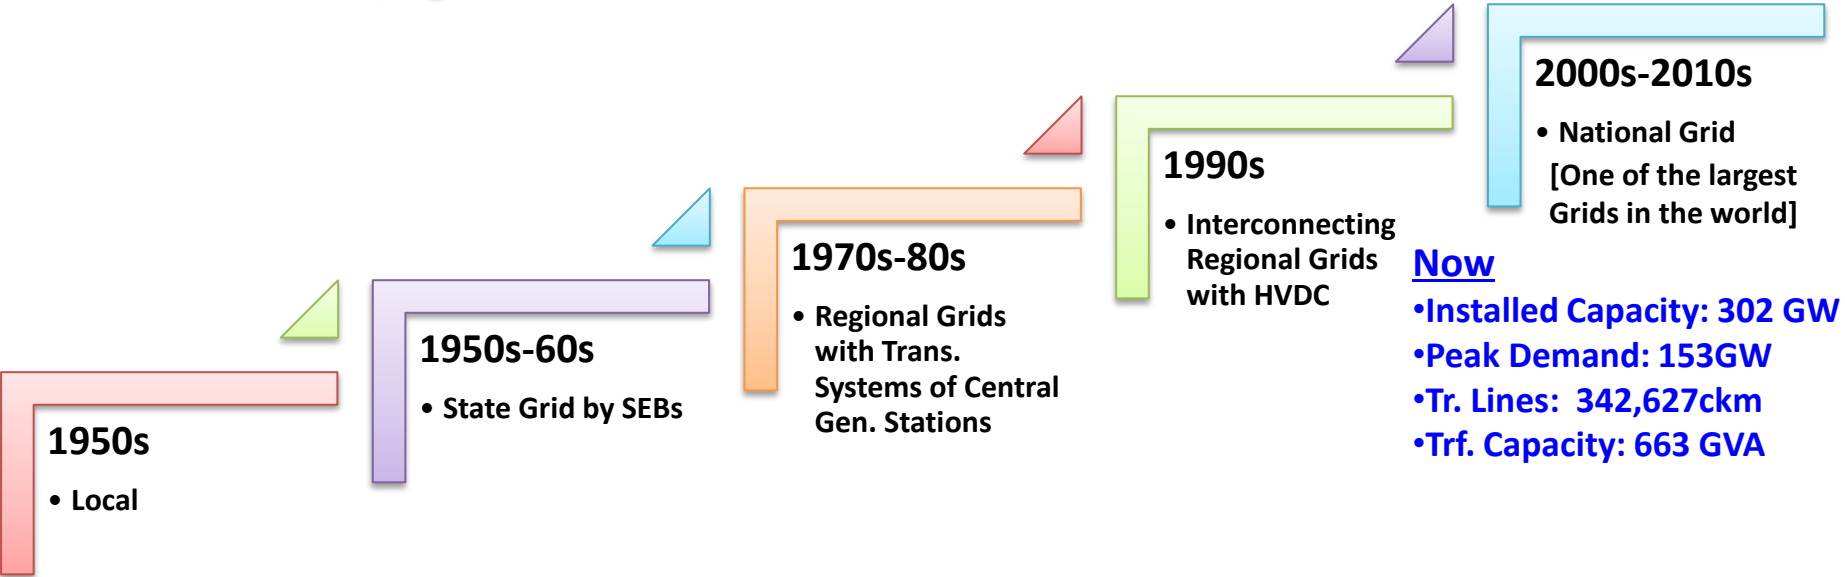 1950s
• Local
1950s-60s
• State Grid by SEBs
1970s-80s
• Regional Grids
with Trans.
Systems of Central
Gen. Stations
1990s
• Interconnecting
Regional Grids
with HVDC
2000s-2010s
• National Grid
[One of the largest
Grids in the world]
Now
•Installed Capacity: 302 GW
•Peak Demand: 153GW
•Tr. Lines: 342,627ckm
•Trf. Capacity: 663 GVA